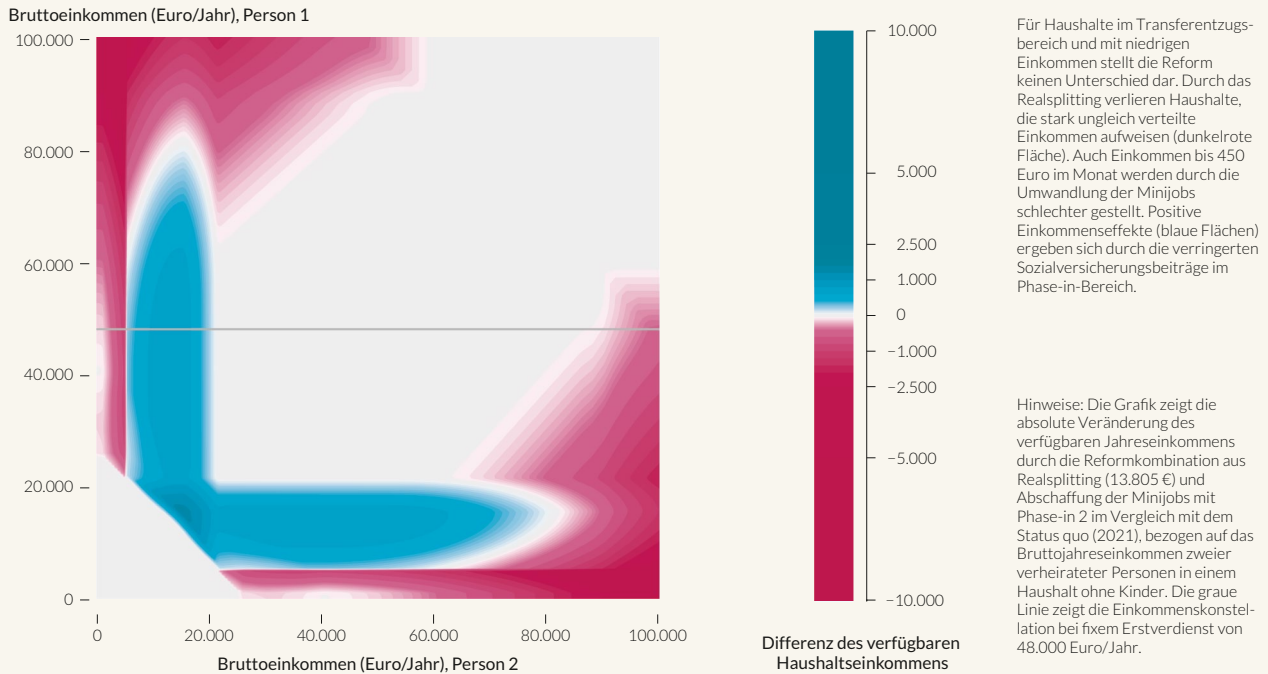 Bruttoeinkommen (Euro/Jahr), Person 1
100.000
80.000
60.000
40.000
20.000
0
0
20.000
40.000
60.000
80.000
100.000
Bruttoeinkommen (Euro/Jahr), Person 2
10.000
5.000
2.500
1.000
0
−1.000
−2.500
−5.000
−10.000
Differenz des verfügbaren
Haushaltseinkommens
Für Haushalte im Transferentzugs-
bereich und mit niedrigen
Einkommen stellt die Reform
keinen Unterschied dar. Durch das
Realsplitting verlieren Haushalte,
die stark ungleich verteilte
Einkommen aufweisen (dunkelrote
Fläche). Auch Einkommen bis 450
Euro im Monat werden durch die
Umwandlung der Minijobs
schlechter gestellt. Positive
Einkommenseffekte (blaue Flächen)
ergeben sich durch die verringerten
Sozialversicherungsbeiträge im
Phase-in-Bereich.
Hinweise: Die Grafik zeigt die
absolute Veränderung des
verfügbaren Jahreseinkommens
durch die Reformkombination aus
Realsplitting (13.805 €) und
Abschaffung der Minijobs mit
Phase-in 2 im Vergleich mit dem
Status quo (2021), bezogen auf das
Bruttojahreseinkommen zweier
verheirateter Personen in einem
Haushalt ohne Kinder. Die graue
Linie zeigt die Einkommenskonstel-
lation bei fixem Erstverdienst von
48.000 Euro/Jahr.